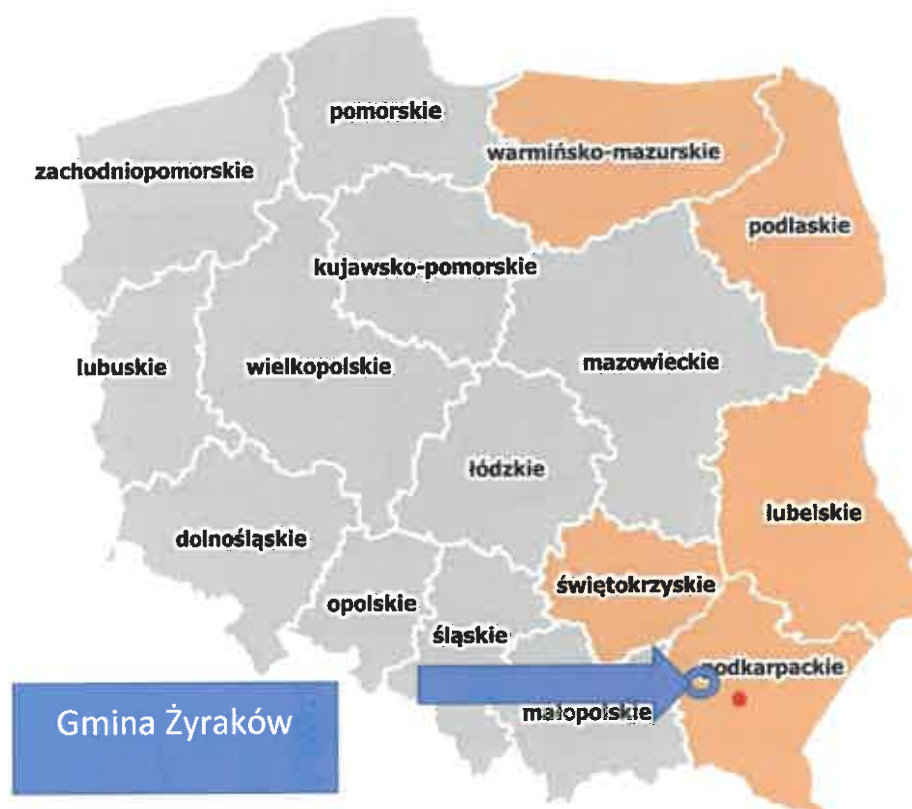 pomorskie
warmińsko-mazurskie
zachodniopomorskie
podlaskie
kujawsko-pomorskie
lubuskie
wielkopolskie
mazowieckie
łódzkie
lubelskie
dolnośląskie
świętokrzyskie
opolskie
śląskie
podkarpackie
małopolskie
Gmina Żyraków